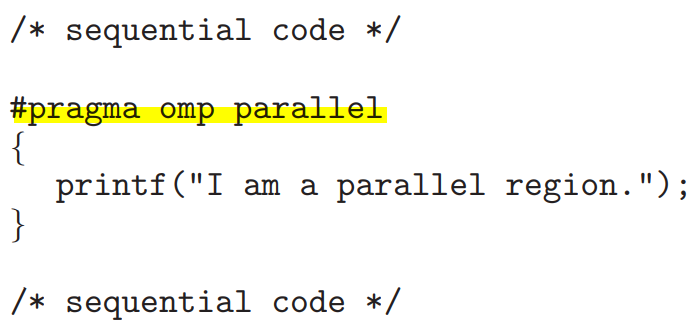 /* sequential code */
#pragma omp parallel
{
printf("I am a parallel region.");
}
/* sequential code */